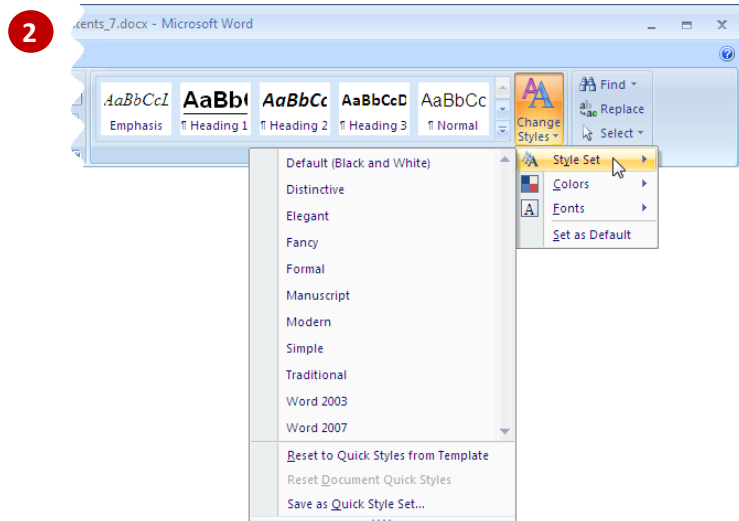 2
tents_7.docx - Microsoft Word
AaBbCcL AaBb( AaBbCc AaBbCcD AaBbCc
Emphasis ¶ Heading 1 ¶ Heading 2 ¶ Heading 3 ¶ Normal
Change
Styles
Find
Replace
Select
Style Set
Colors
Fonts
Set as Default
Default (Black and White)
Distinctive
Elegant
Fancy
Formal
Manuscript
Modern
Simple
Traditional
Word 2003
Word 2007
Reset to Quick Styles from Template
Reset Document Quick Styles
Save as Quick Style Set...